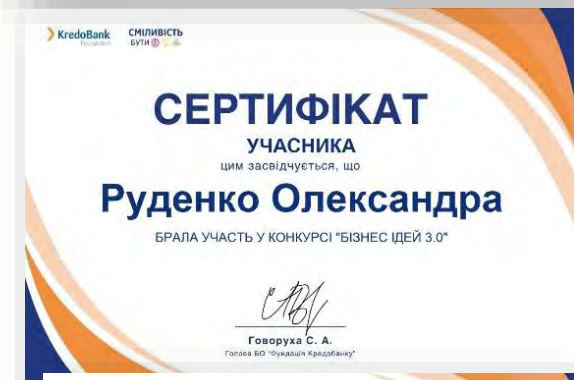 KredoBank
Foundation
СМІЛИВІСТЬ
БУТИ
СЕРТИФІКАТ
УЧАСНИКА
цим засвідчується, що
Руденко Олександра
БРАЛА УЧАСТЬ У КОНКУРСІ "БІЗНЕС ІДЕЙ 3.0"
Говоруха С. А.
Голова БО "Фундація Кредобанку"